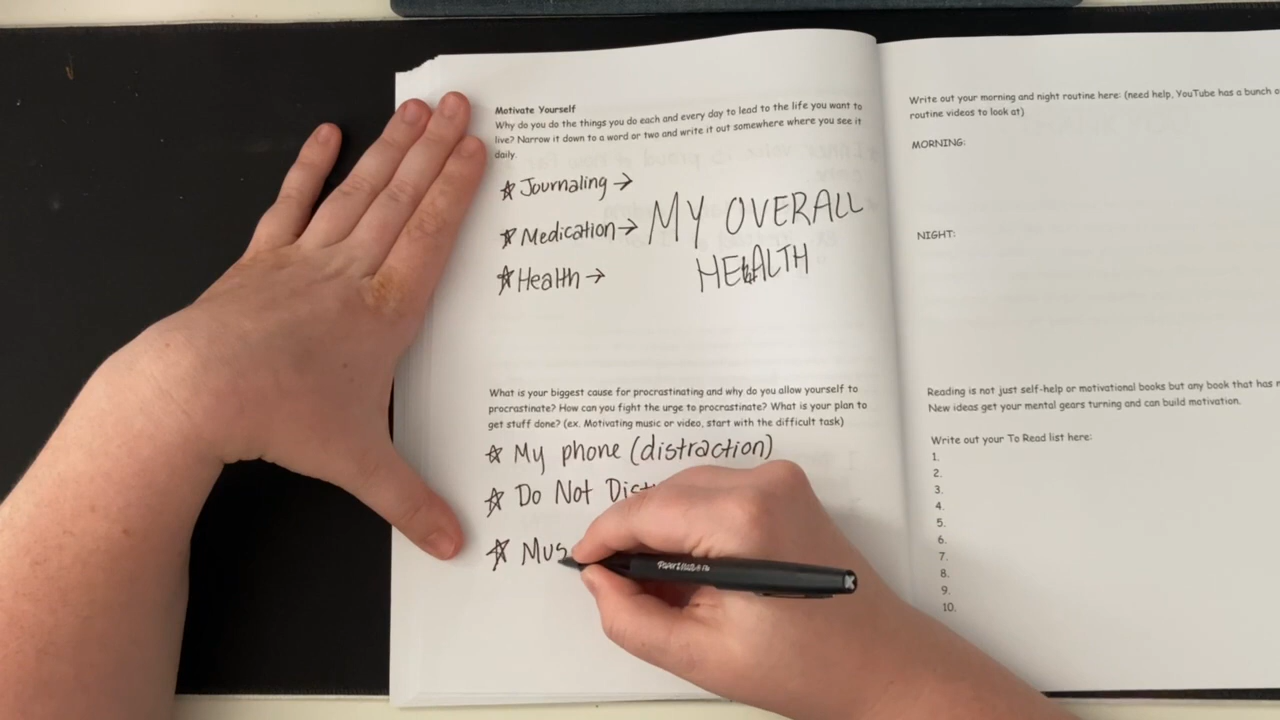 Motivate Yourself
Why do you do the things you do each and every day to lead to the life you want to
live? Narrow it down to a word or two and write it out somewhere where you see it
daily.
☆ Journaling →
☆ Medication → MY OVERALL
HEALTH
☆ Health →
What is your biggest cause for procrastinating and why do you allow yourself to
procrastinate? How can you fight the urge to procrastinate? What is your plan to
get stuff done? (ex. Motivating music or video, start with the difficult task)
☆ My phone (distraction)
☆ Do Not Dist
☆ Mus
Write out your morning and night routine here: (need help, YouTube has a bunch o
routine videos to look at)
MORNING:
NIGHT:
Reading is not just self-help or motivational books but any book that has
New ideas get your mental gears turning and can build motivation.
Write out your To Read list here:
1.
2.
3.
4.
5.
6.
7.
8.
9.
10.